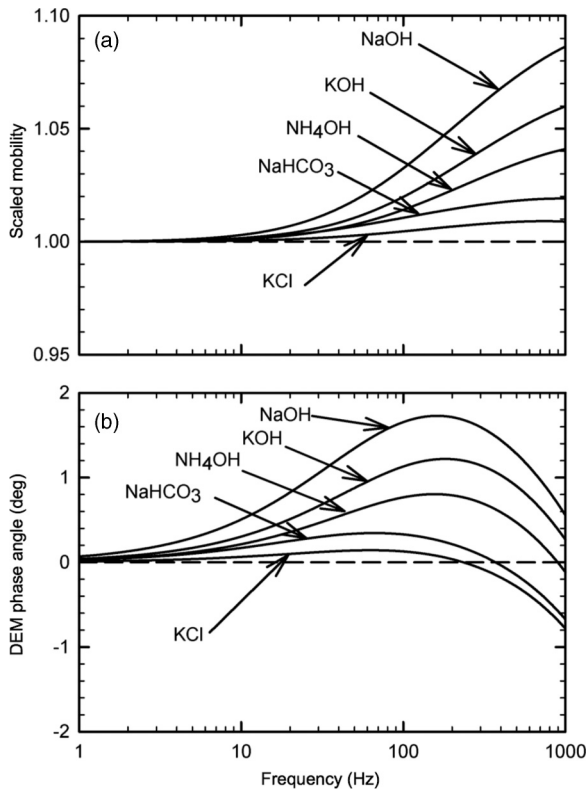 (a)
1.10
1.05
1.00
0.95
Scaled mobility
NaOH
KOH
NH4OH
NaHCO3
KCl
(b)
2
1
0
-1
-2
DEM phase angle (deg)
NaOH
KOH
NH4OH
NaHCO3
KCl
1 10 100 1000
Frequency (Hz)